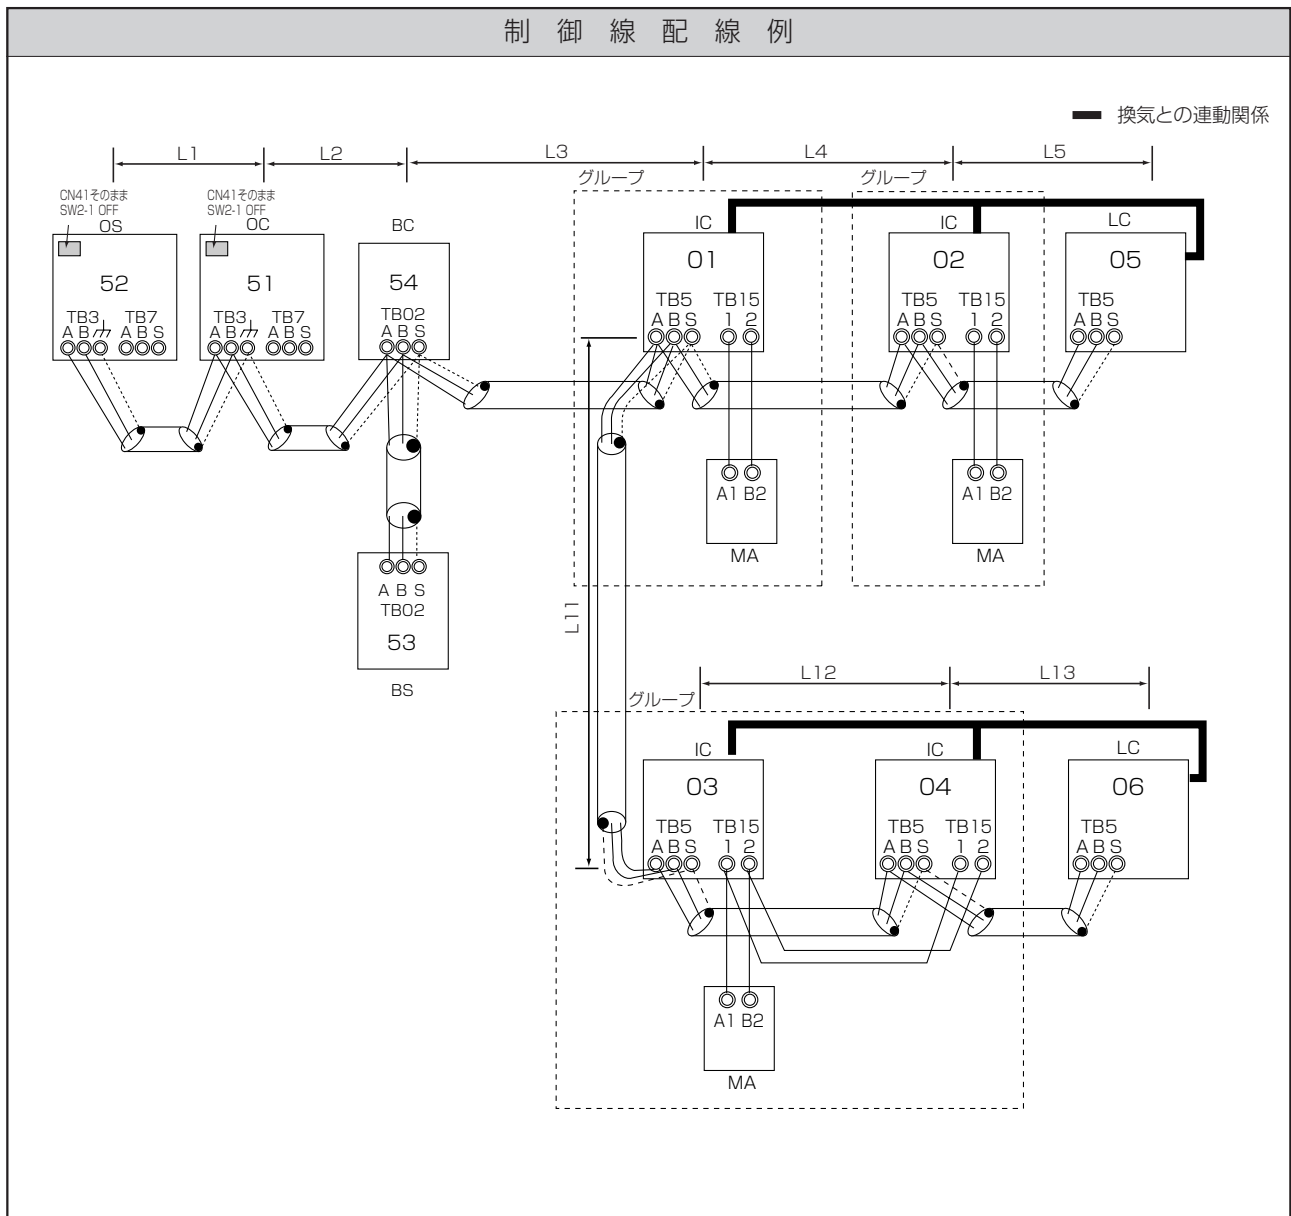 制御線配線例
換気との連動関係
L1 L2 L3 L4 L5
グループ グループ
CN41そのまま CN41そのまま
SW2-1 OFF SW2-1 OFF
OS OC BC IC IC LC
52 51 54 01 02 05
TB3 TB7 TB3 TB7 TB02 TB5 TB15 TB5 TB15 TB5
A B A B S A B A B S A B S A B S 1 2 A B S 1 2 A B S
A1 B2 A1 B2
MA MA
A B S
TB02
53
BS
L11
L12 L13
グループ
IC IC LC
03 04 06
TB5 TB15 TB5 TB15 TB5
A B S 1 2 A B S 1 2 A B S
A1 B2
MA